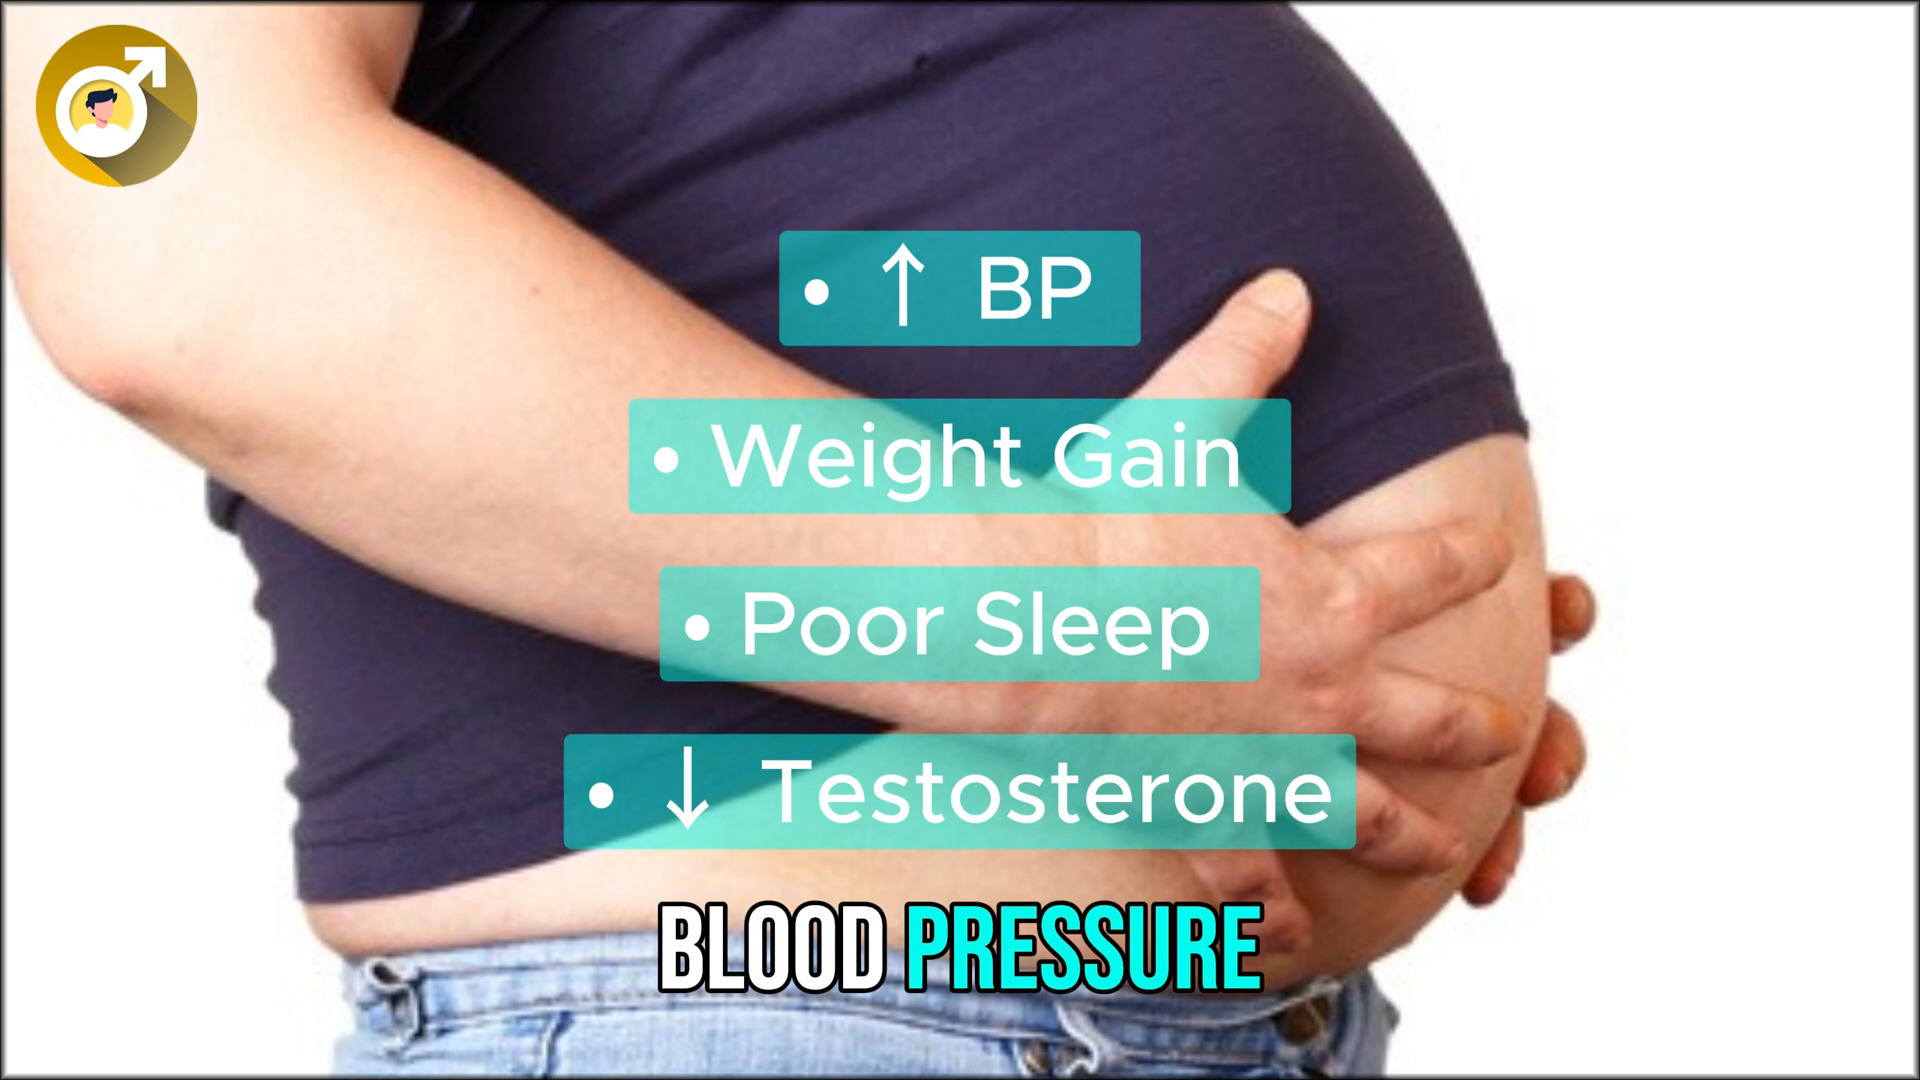 • ↑ BP
• Weight Gain
• Poor Sleep
• ↓ Testosterone
BLOOD PRESSURE